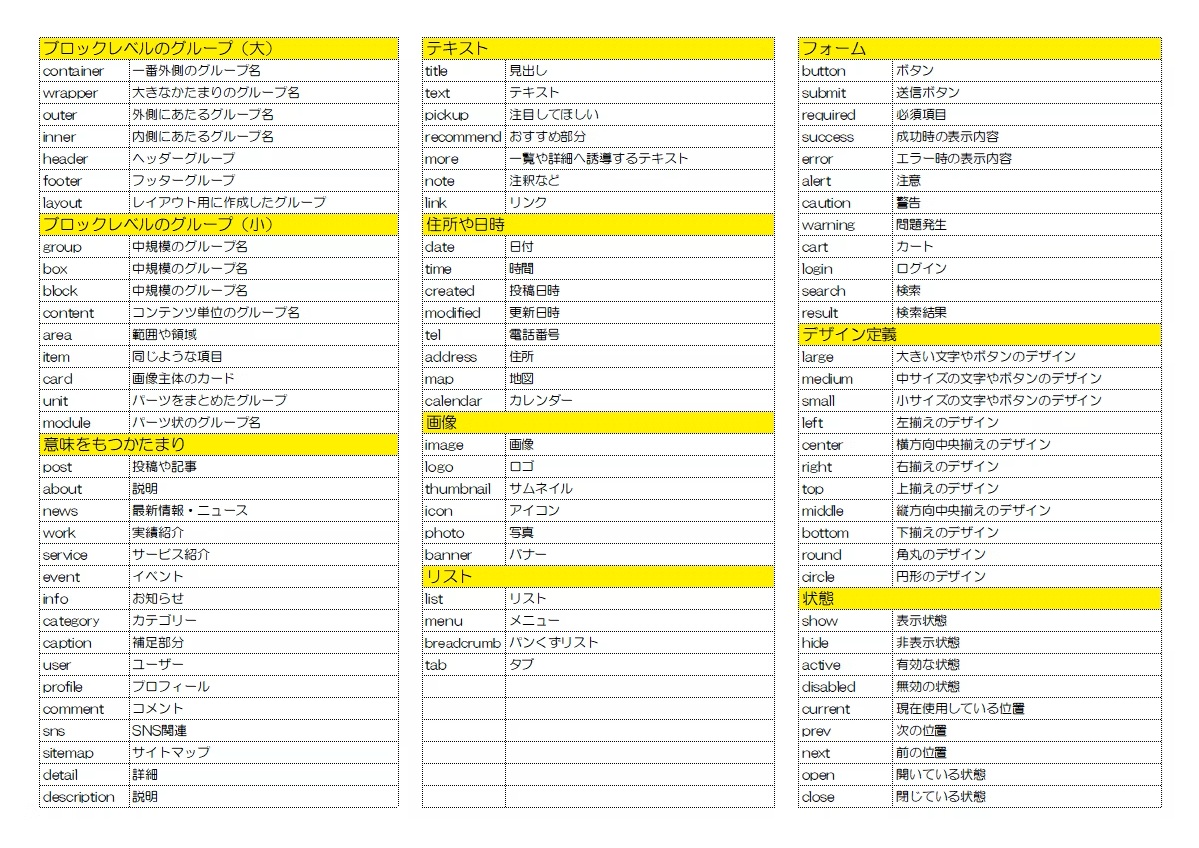 ブロックレベルのグループ（大）
container 一番外側のグループ名
wrapper 大きなかたまりのグループ名
outer 外側にあたるグループ名
inner 内側にあたるグループ名
header ヘッダーグループ
footer フッターグループ
layout レイアウト用に作成したグループ
ブロックレベルのグループ（小）
group 中規模のグループ名
box 中規模のグループ名
block 中規模のグループ名
content コンテンツ単位のグループ名
area 範囲や領域
item 同じような項目
card 画像主体のカード
unit パーツをまとめたグループ
module パーツ状のグループ名
意味をもつかたまり
post 投稿や記事
about 説明
news 最新情報・ニュース
work 実績紹介
service サービス紹介
event イベント
info お知らせ
category カテゴリー
caption 補足部分
user ユーザー
profile プロフィール
comment コメント
sns SNS関連
sitemap サイトマップ
detail 詳細
description 説明
テキスト
title 見出し
text テキスト
pickup 注目してほしい
recommend おすすめ部分
more 一覧や詳細へ誘導するテキスト
note 注釈など
link リンク
住所や日時
date 日付
time 時間
created 投稿日時
modified 更新日時
tel 電話番号
address 住所
map 地図
calendar カレンダー
画像
image 画像
logo ロゴ
thumbnail サムネイル
icon アイコン
photo 写真
banner バナー
リスト
list リスト
menu メニュー
breadcrumb パンくずリスト
tab タブ
フォーム
button ボタン
submit 送信ボタン
required 必須項目
success 成功時の表示内容
error エラー時の表示内容
alert 注意
caution 警告
warning 問題発生
cart カート
login ログイン
search 検索
result 検索結果
デザイン定義
large 大きい文字やボタンのデザイン
medium 中サイズの文字やボタンのデザイン
small 小サイズの文字やボタンのデザイン
left 左揃えのデザイン
center 横方向中央揃えのデザイン
right 右揃えのデザイン
top 上揃えのデザイン
middle 縦方向中央揃えのデザイン
bottom 下揃えのデザイン
round 角丸のデザイン
circle 円形のデザイン
状態
show 表示状態
hide 非表示状態
active 有効な状態
disabled 無効の状態
current 現在使用している位置
prev 次の位置
next 前の位置
open 開いている状態
close 閉じている状態